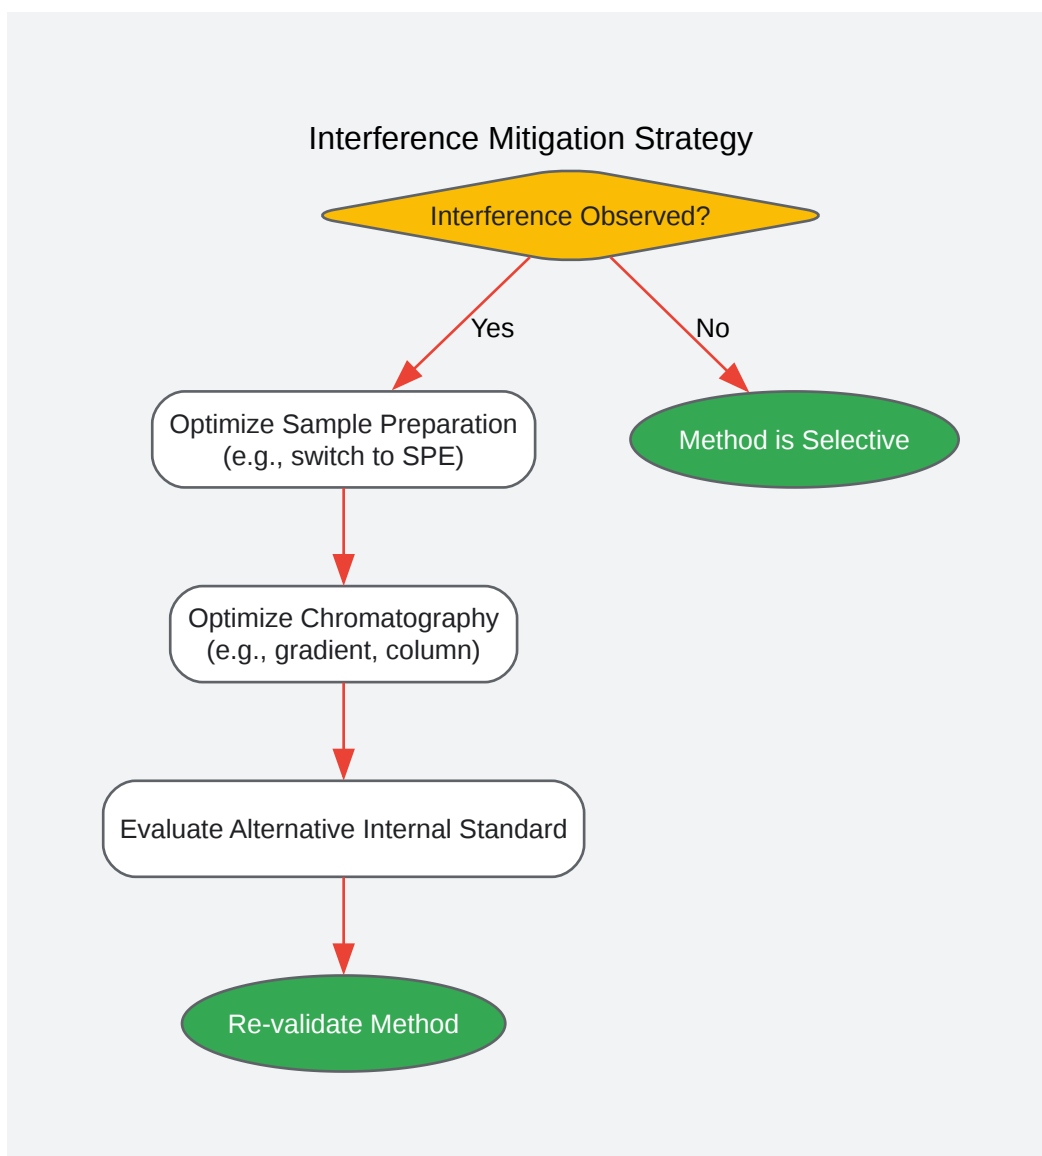 Interference Mitigation Strategy
Interference Observed?
Yes
No
Optimize Sample Preparation
(e.g., switch to SPE)
Method is Selective
Optimize Chromatography
(e.g., gradient, column)
Evaluate Alternative Internal Standard
Re-validate Method